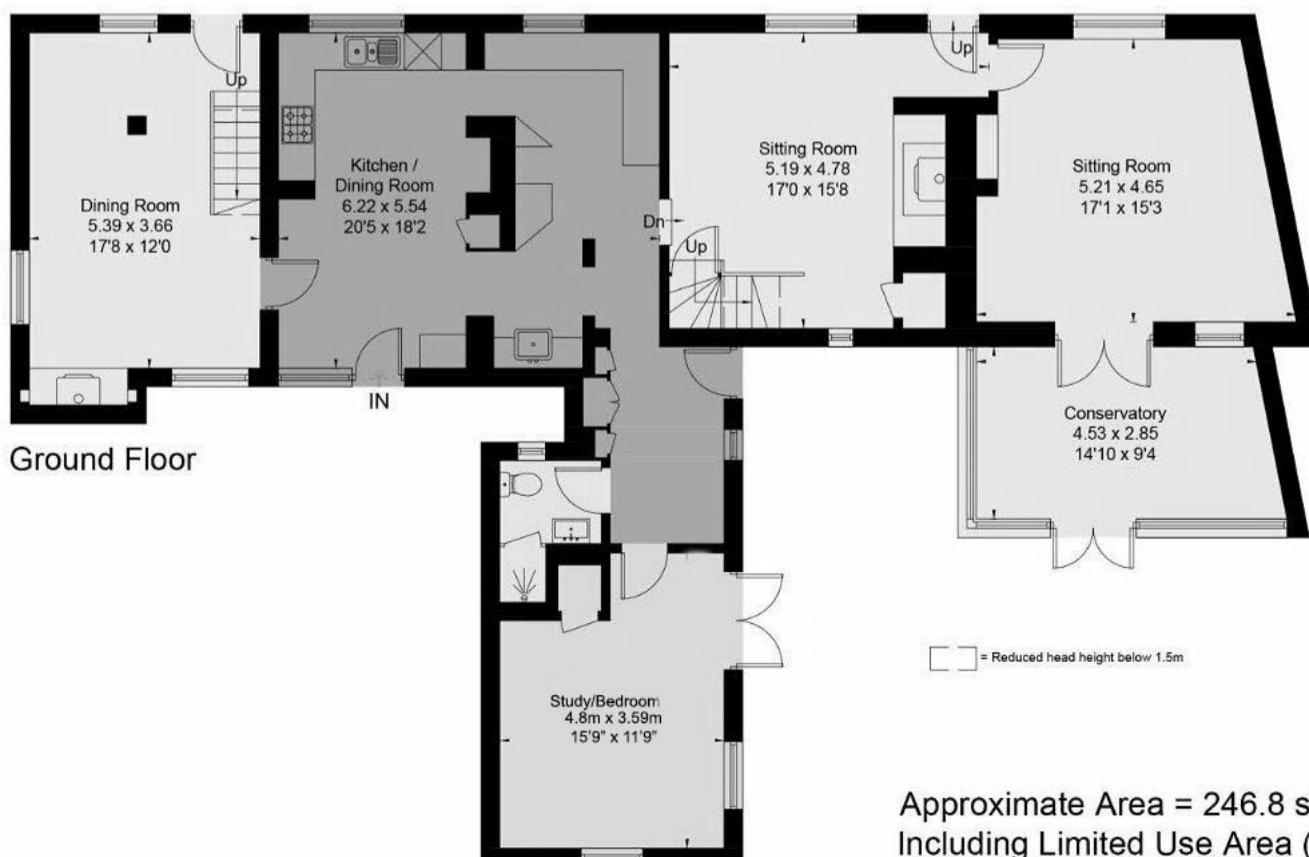 Up
Dining Room
5.39 x 3.66
17'8 x 12'0
Kitchen /
Dining Room
6.22 x 5.54
20'5 x 18'2
IN
Dn
Up
Sitting Room
5.19 x 4.78
17'0 x 15'8
Up
Sitting Room
5.21 x 4.65
17'1 x 15'3
Conservatory
4.53 x 2.85
14'10 x 9'4
Ground Floor
Study/Bedroom
4.8m x 3.59m
15'9" x 11'9"
= Reduced head height below 1.5m
Approximate Area = 246.8 s
Including Limited Use Area (